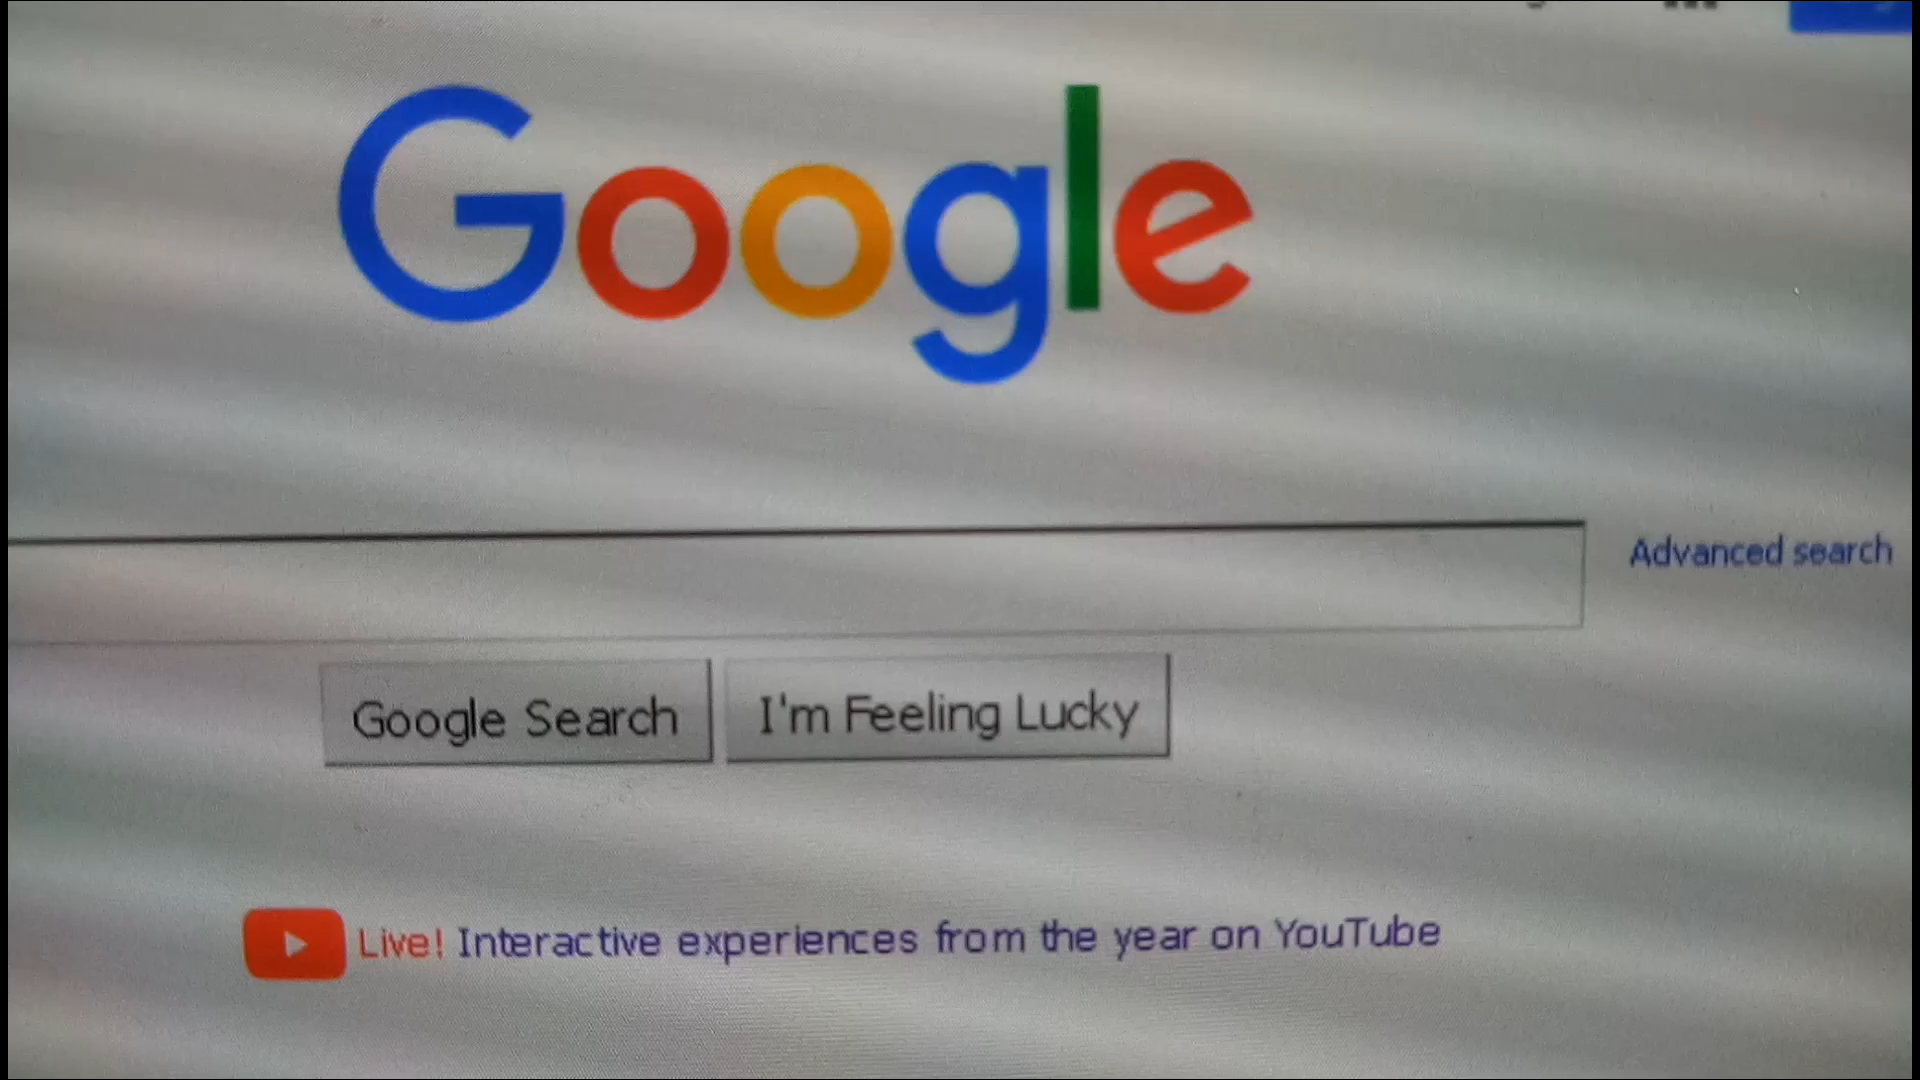 Google
Advanced search
Google Search
I'm Feeling Lucky
Live! Interactive experiences from the year on YouTube